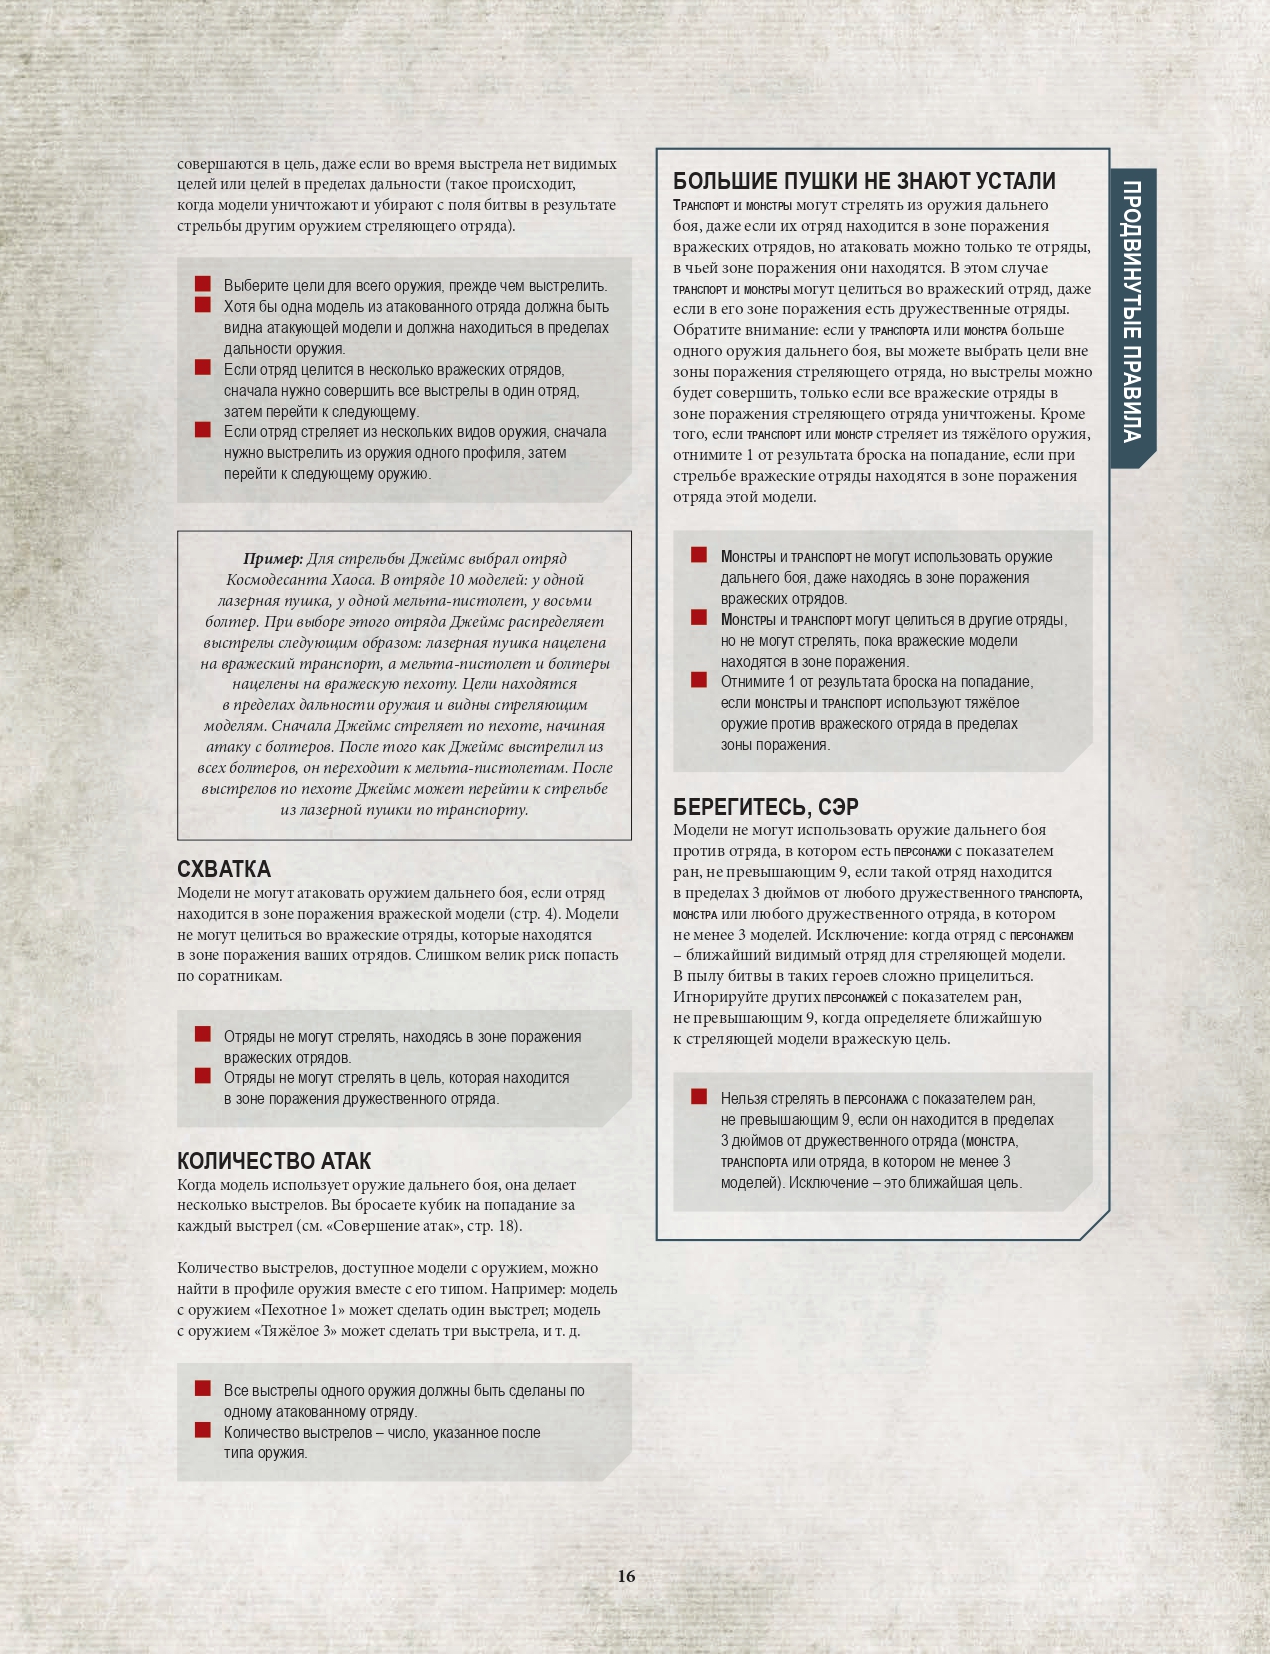 совершаются в цель, даже если во время выстрела нет видимых
целей или целей в пределах дальности (такое происходит,
когда модели уничтожают и убирают с поля битвы в результате
стрельбы другим оружием стреляющего отряда).
Выберите цели для всего оружия, прежде чем выстрелить.
Хотя бы одна модель из атакованного отряда должна быть
видна атакующей модели и должна находиться в пределах
дальности оружия.
Если отряд целится в несколько вражеских отрядов,
сначала нужно совершить все выстрелы в один отряд,
затем перейти к следующему.
Если отряд стреляет из нескольких видов оружия, сначала
нужно выстрелить из оружия одного профиля, затем
перейти к следующему оружию.
Пример: Для стрельбы Джеймс выбрал отряд
Космодесанта Хаоса. В отряде 10 моделей: у одной
лазерная пушка, у одной мельта-пистолет, у восьми
болтер. При выборе этого отряда Джеймс распределяет
выстрелы следующим образом: лазерная пушка нацелена
на вражеский транспорт, а мельта-пистолет и болтеры
нацелены на вражескую пехоту. Цели находятся
в пределах дальности оружия и видны стреляющим
моделям. Сначала Джеймс стреляет по пехоте, начиная
атаку с болтеров. После того как Джеймс выстрелил из
всех болтеров, он переходит к мельта-пистолетам. После
выстрелов по пехоте Джеймс может перейти к стрельбе
из лазерной пушки по транспорту.
СХВАТКА
Модели не могут атаковать оружием дальнего боя, если отряд
находится в зоне поражения вражеской модели (стр. 4). Модели
не могут целиться во вражеские отряды, которые находятся
в зоне поражения ваших отрядов. Слишком велик риск попасть
по соратникам.
Отряды не могут стрелять, находясь в зоне поражения
вражеских отрядов.
Отряды не могут стрелять в цель, которая находится
в зоне поражения дружественного отряда.
КОЛИЧЕСТВО АТАК
Когда модель использует оружие дальнего боя, она делает
несколько выстрелов. Вы бросаете кубик на попадание за
каждый выстрел (см. «Совершение атак», стр. 18).
Количество выстрелов, доступное модели с оружием, можно
найти в профиле оружия вместе с его типом. Например: модель
с оружием «Пехотное 1» может сделать один выстрел; модель
с оружием «Тяжёлое 3» может сделать три выстрела, и т. д.
Все выстрелы одного оружия должны быть сделаны по
одному атакованному отряду.
Количество выстрелов – число, указанное после
типа оружия.
БОЛЬШИЕ ПУШКИ НЕ ЗНАЮТ УСТАЛИ
Транспорт и монстры могут стрелять из оружия дальнего
боя, даже если их отряд находится в зоне поражения
вражеских отрядов, но атаковать можно только те отряды,
в чьей зоне поражения они находятся. В этом случае
транспорт и монстры могут целиться во вражеский отряд, даже
если в его зоне поражения есть дружественные отряды.
Обратите внимание: если у транспорта или монстра больше
одного оружия дальнего боя, вы можете выбрать цели вне
зоны поражения стреляющего отряда, но выстрелы можно
будет совершить, только если все вражеские отряды в
зоне поражения стреляющего отряда уничтожены. Кроме
того, если транспорт или монстр стреляет из тяжёлого оружия,
отнимите 1 от результата броска на попадание, если при
стрельбе вражеские отряды находятся в зоне поражения
отряда этой модели.
Монстры и транспорт не могут использовать оружие
дальнего боя, даже находясь в зоне поражения
вражеских отрядов.
Монстры и транспорт могут целиться в другие отряды,
но не могут стрелять, пока вражеские модели
находятся в зоне поражения.
Отнимите 1 от результата броска на попадание,
если монстры и транспорт используют тяжёлое
оружие против вражеского отряда в пределах
зоны поражения.
БЕРЕГИТЕСЬ, СЭР
Модели не могут использовать оружие дальнего боя
против отряда, в котором есть персонажи с показателем
ран, не превышающим 9, если такой отряд находится
в пределах 3 дюймов от любого дружественного транспорта,
монстра или любого дружественного отряда, в котором
не менее 3 моделей. Исключение: когда отряд с персонажем
– ближайший видимый отряд для стреляющей модели.
В пылу битвы в таких героев сложно прицелиться.
Игнорируйте других персонажей с показателем ран,
не превышающим 9, когда определяете ближайшую
к стреляющей модели вражескую цель.
Нельзя стрелять в персонажа с показателем ран,
не превышающим 9, если он находится в пределах
3 дюймов от дружественного отряда (монстра,
транспорта или отряда, в котором не менее 3
моделей). Исключение – это ближайшая цель.
ПРОДВИНУТЫЕ ПРАВИЛА
16